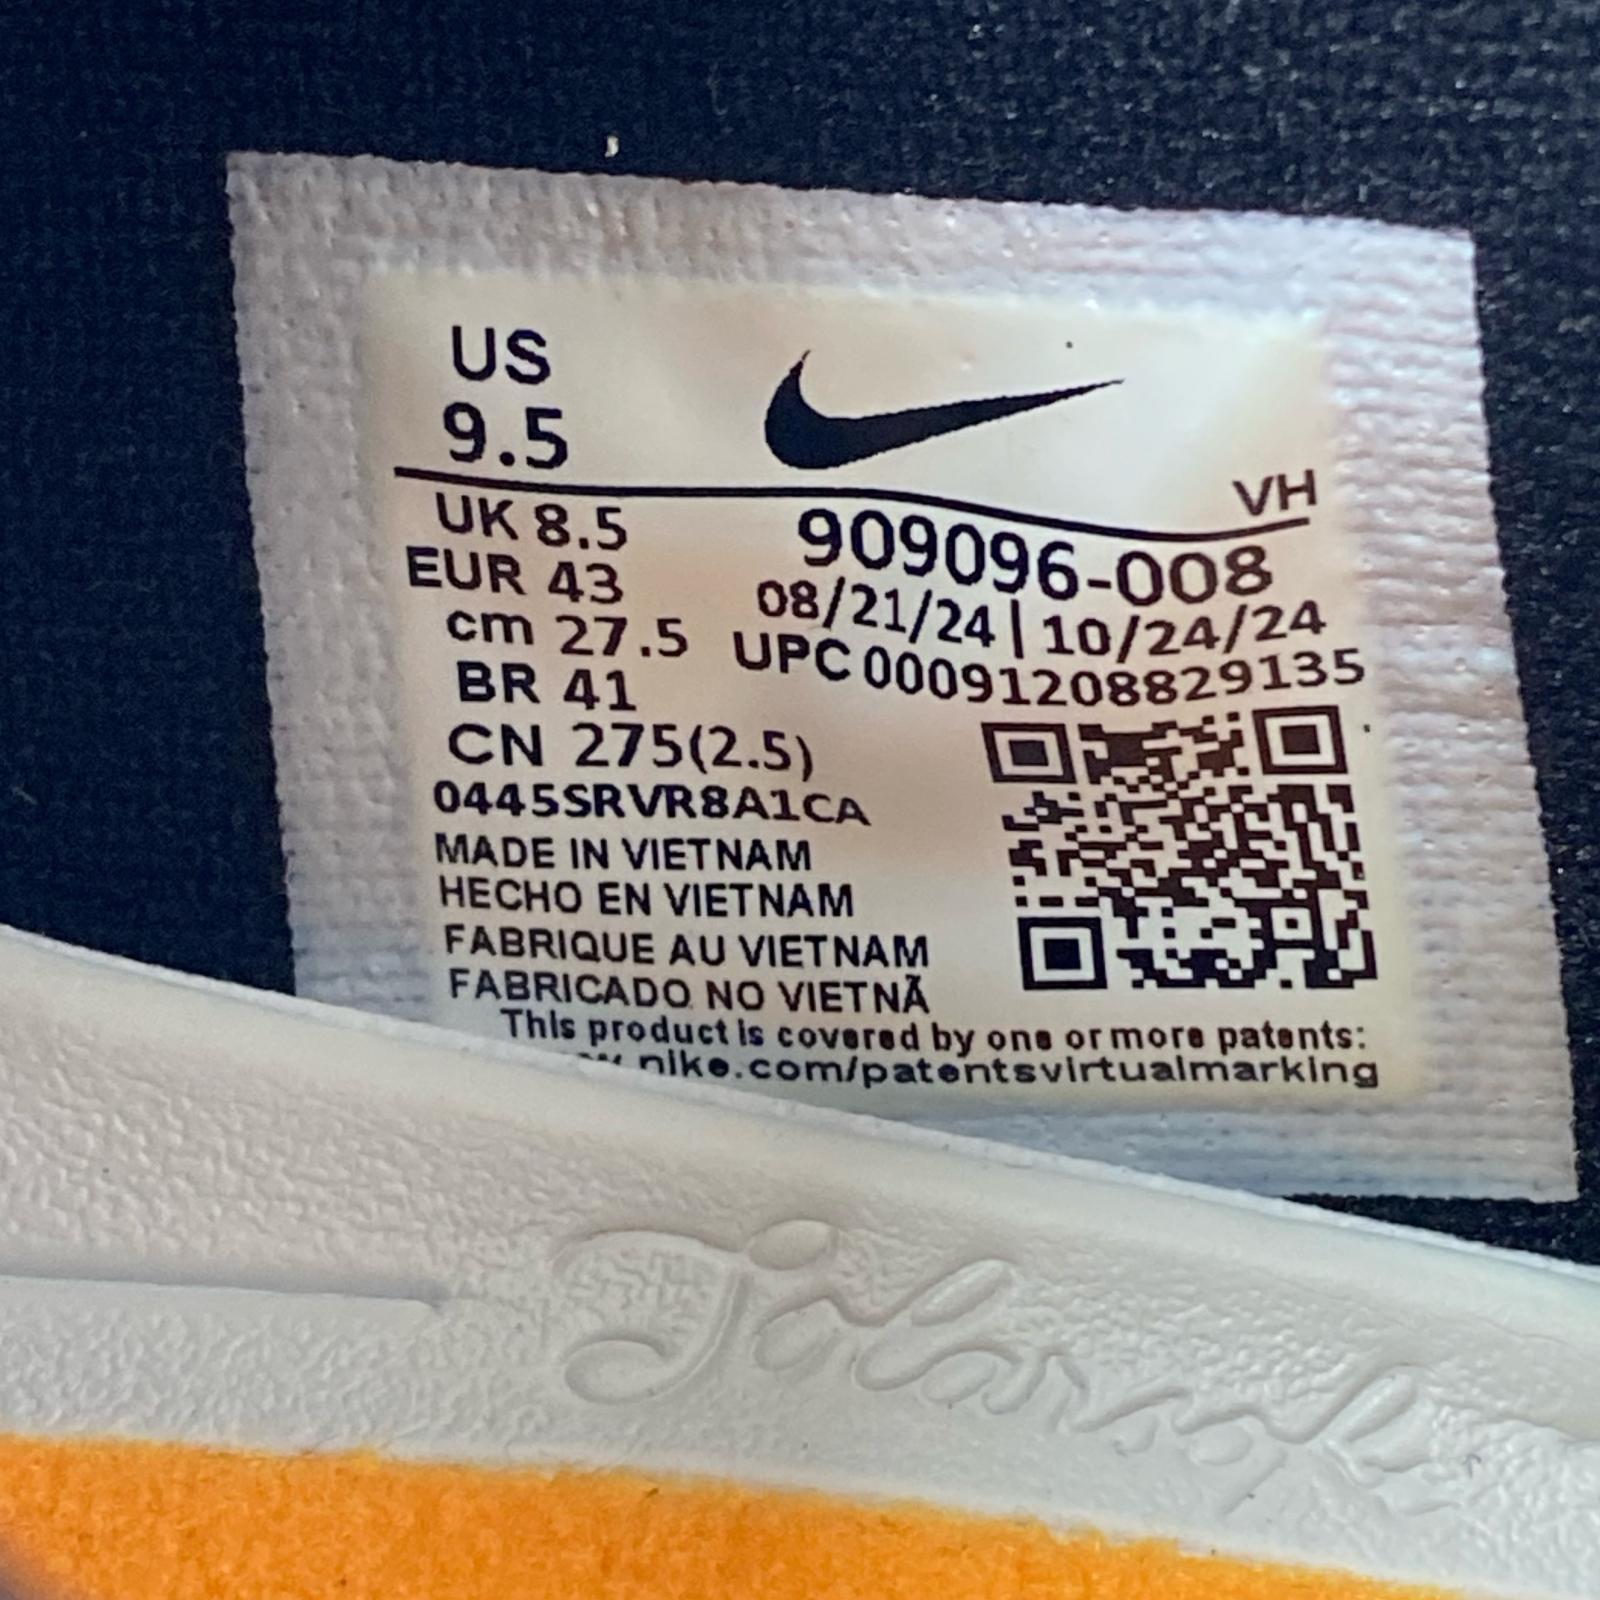 US
9.5
VH
UK 8.5
EUR 43
cm 27.5
BR 41
CN 275(2.5)
909096-008
08/21/24 | 10/24/24
UPC 00091208829135
0445SRVR8A1CA
MADE IN VIETNAM
HECHO EN VIETNAM
FABRIQUE AU VIETNAM
FABRICADO NO VIETNÃ
This product is covered by one or more patents:
nike.com/patentsvirtualmarking